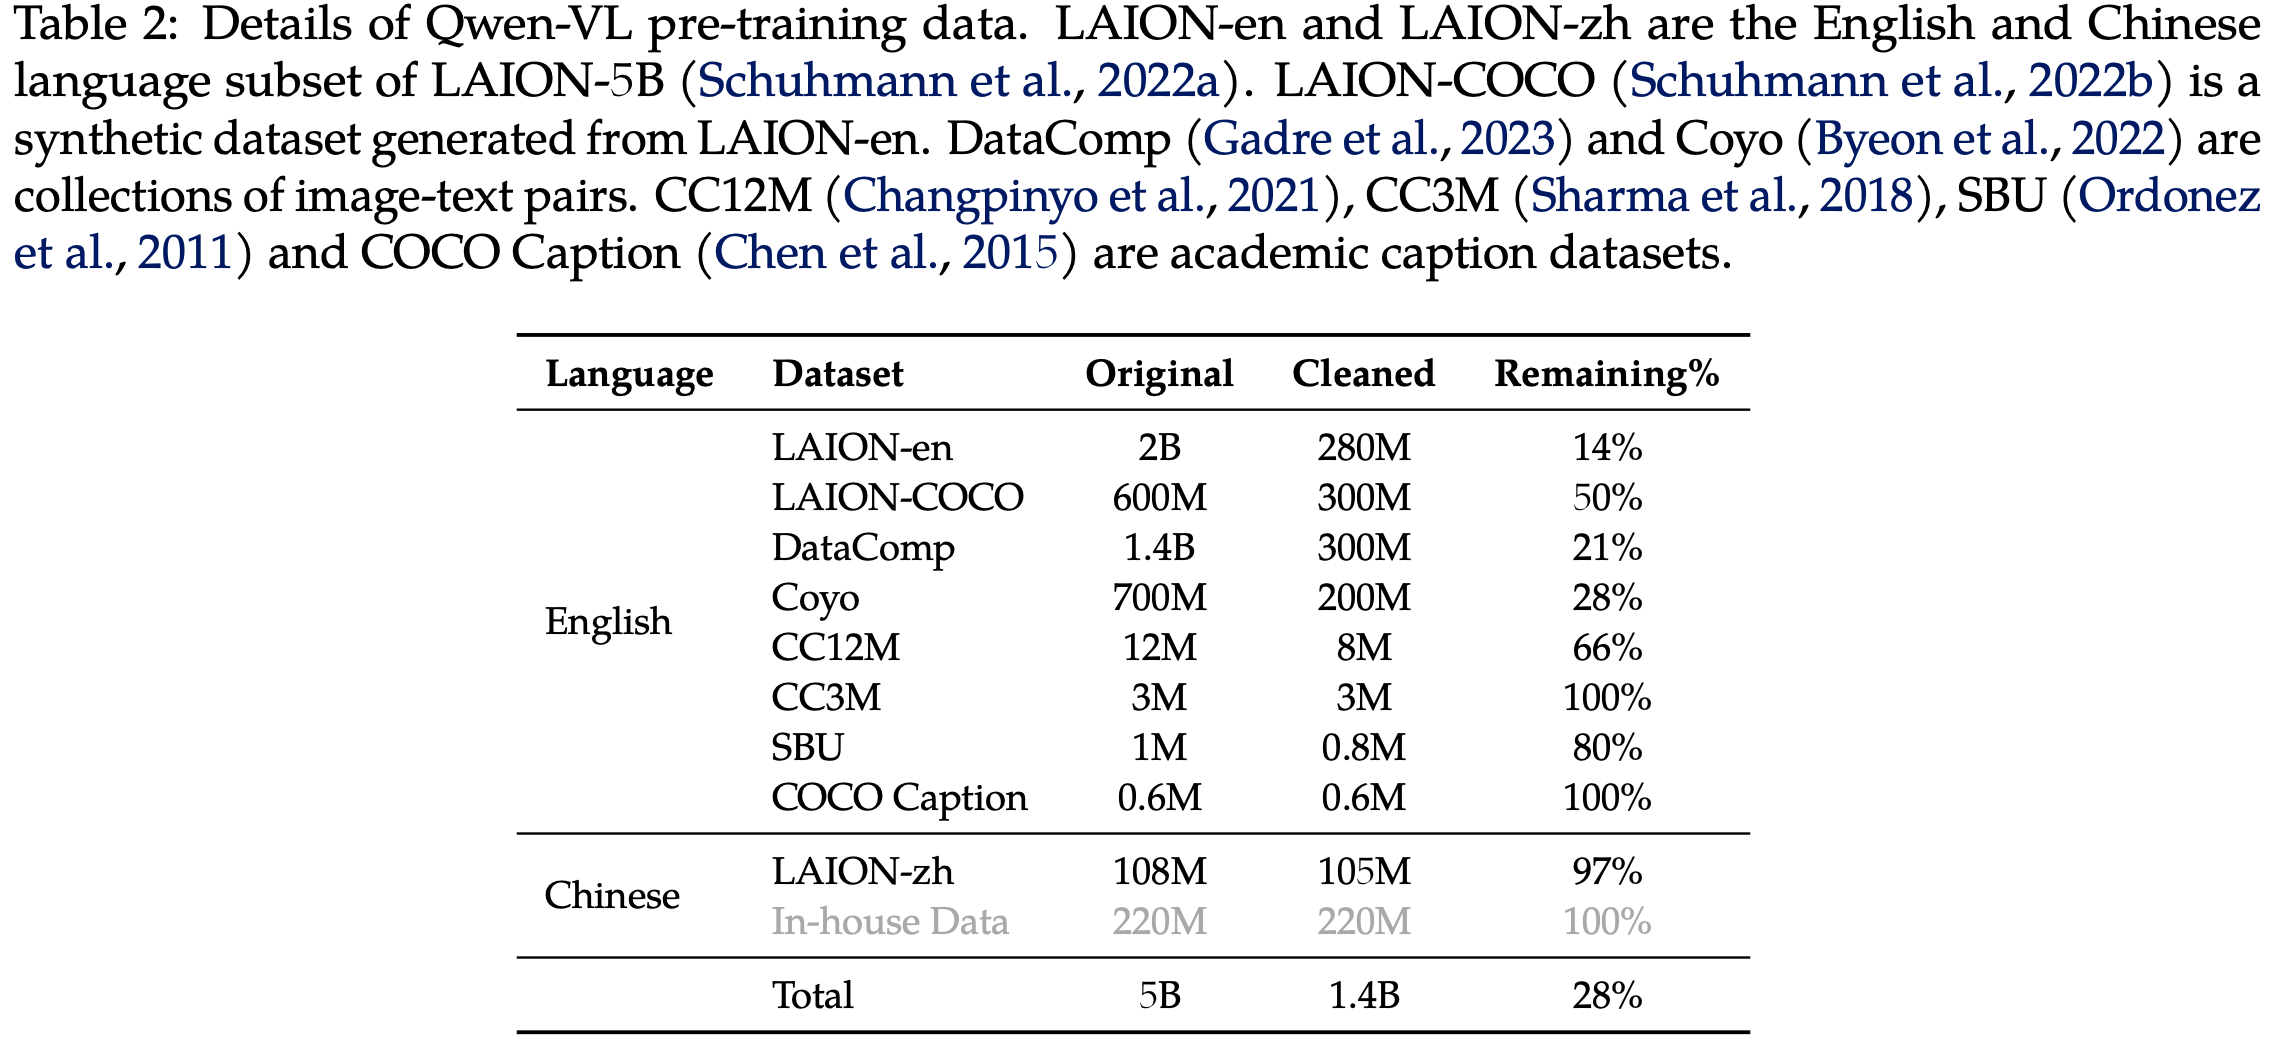 Table 2: Details of Qwen-VL pre-training data. LAION-en and LAION-zh are the English and Chinese
language subset of LAION-5B (Schuhmann et al., 2022a). LAION-COCO (Schuhmann et al., 2022b) is a
synthetic dataset generated from LAION-en. DataComp (Gadre et al., 2023) and Coyo (Byeon et al., 2022) are
collections of image-text pairs. CC12M (Changpinyo et al., 2021), CC3M (Sharma et al., 2018), SBU (Ordonez
et al., 2011) and COCO Caption (Chen et al., 2015) are academic caption datasets.
Language Dataset Original Cleaned Remaining%
LAION-en 2B 280M 14%
LAION-COCO 600M 300M 50%
DataComp 1.4B 300M 21%
Coyo 700M 200M 28%
English
CC12M 12M 8M 66%
CC3M 3M 3M 100%
SBU 1M 0.8M 80%
COCO Caption 0.6M 0.6M 100%
LAION-zh 108M 105M 97%
Chinese
In-house Data 220M 220M 100%
Total 5B 1.4B 28%